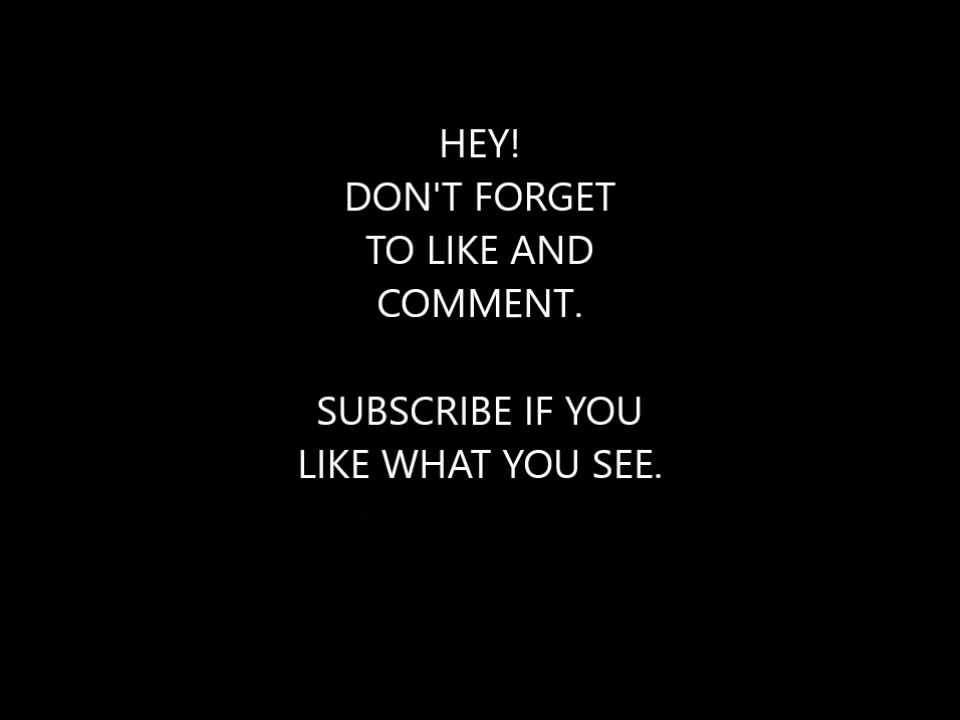 HEY!
DON'T FORGET
TO LIKE AND
COMMENT.
SUBSCRIBE IF YOU
LIKE WHAT YOU SEE.